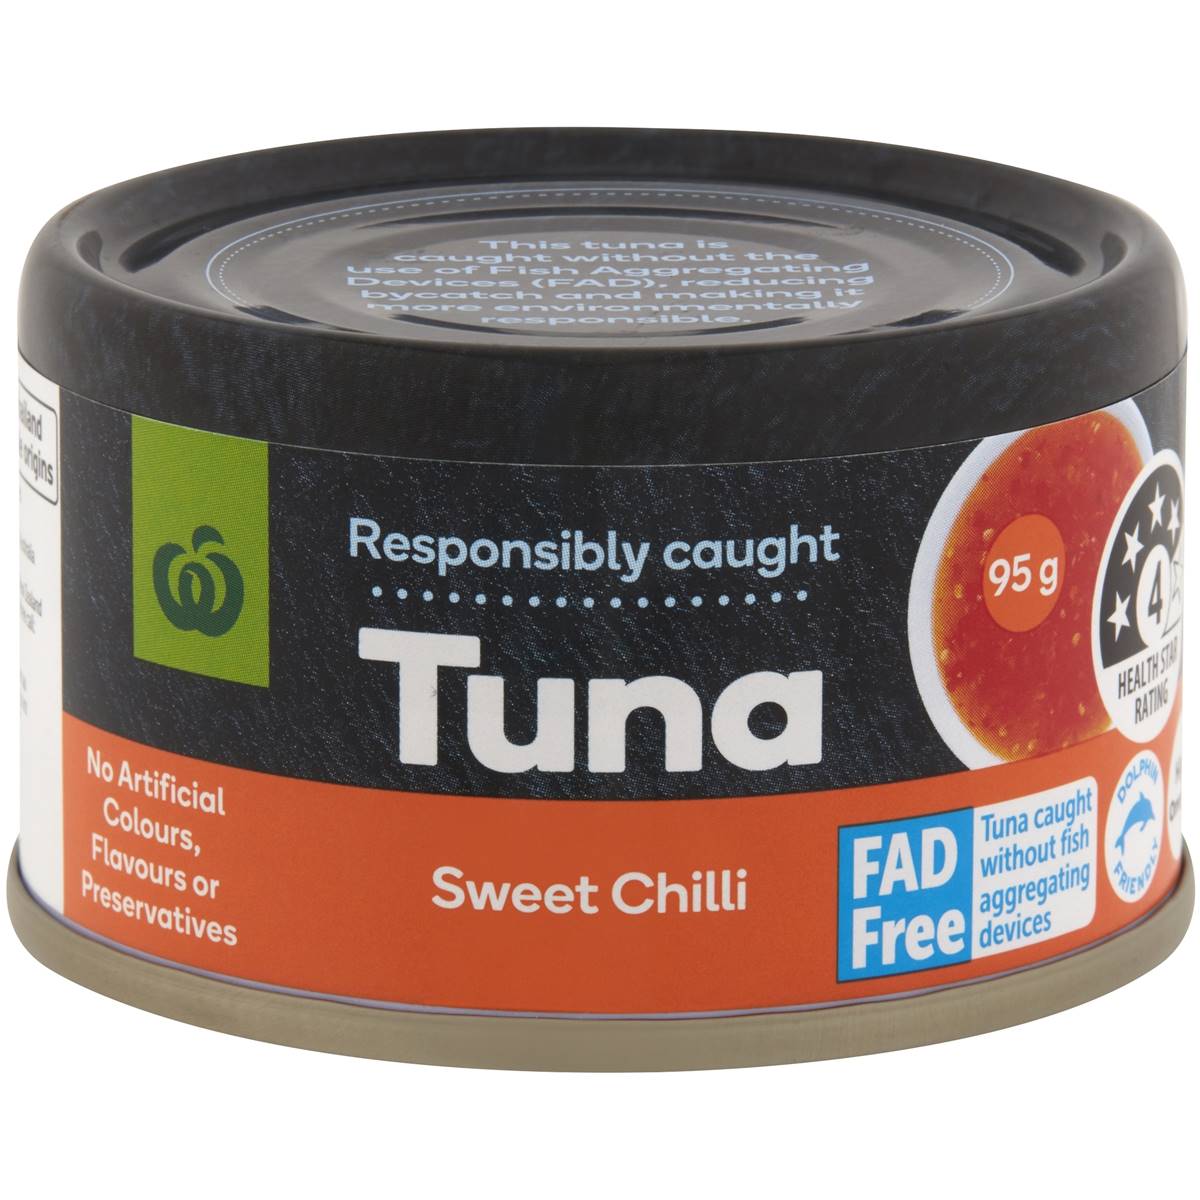 This tuna is
caught without the
use of Fish Aggregating
Devices (FAD), reducing
bycatch and making it
more environmentally
responsible.
origins
Responsibly caught
Tuna
95 g
4
HEALTH STAR
RATING
No Artificial
Colours,
Flavours or
Preservatives
Sweet Chilli
FAD
Free
Tuna caught
without fish
aggregating
devices
DOLPHIN
FRIENDLY